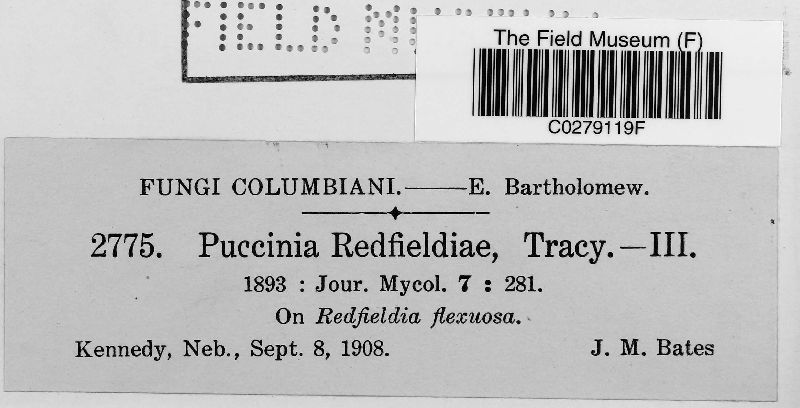 FIELD
The Field Museum (F)
C0279119F
FUNGI COLUMBIANI.——E. Bartholomew.
2775. Puccinia Redfieldiae, Tracy.—III.
1893 : Jour. Mycol. 7 : 281.
On Redfieldia flexuosa.
Kennedy, Neb., Sept. 8, 1908. J. M. Bates